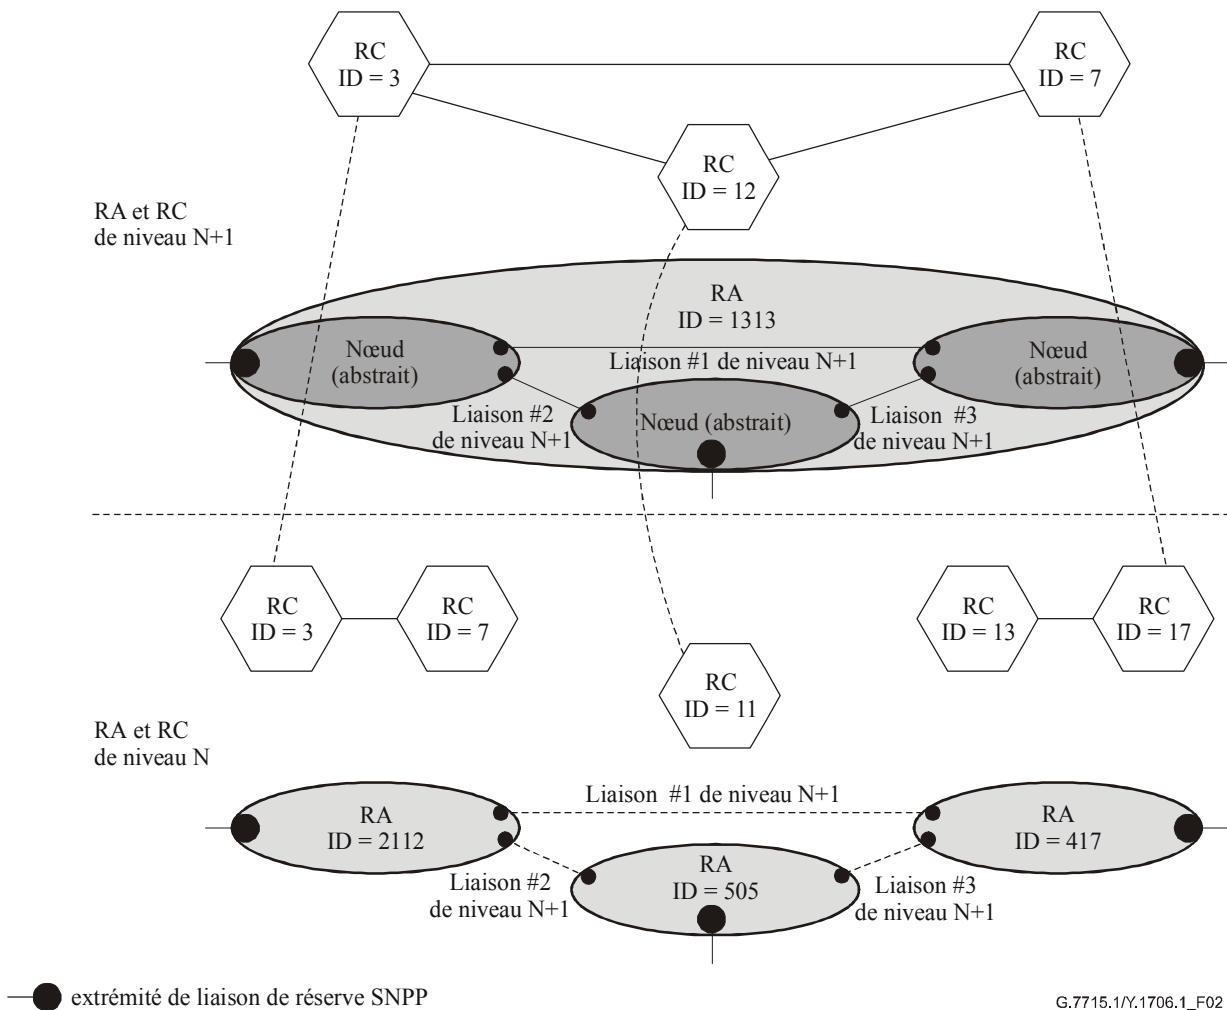 RC
ID = 3
RC
ID = 7
RC
ID = 12
RA et RC
de niveau N+1
RA
ID = 1313
Nœud
(abstrait)
Liaison #1 de niveau N+1
Nœud
(abstrait)
Liaison #2
de niveau N+1
Nœud (abstrait)
Liaison #3
de niveau N+1
RC
ID = 3
RC
ID = 7
RC
ID = 13
RC
ID = 17
RC
ID = 11
RA et RC
de niveau N
Liaison #1 de niveau N+1
RA
ID = 2112
RA
ID = 417
Liaison #2
de niveau N+1
RA
ID = 505
Liaison #3
de niveau N+1
extrémité de liaison de réserve SNPP
G.7715.1/Y.1706.1_F02